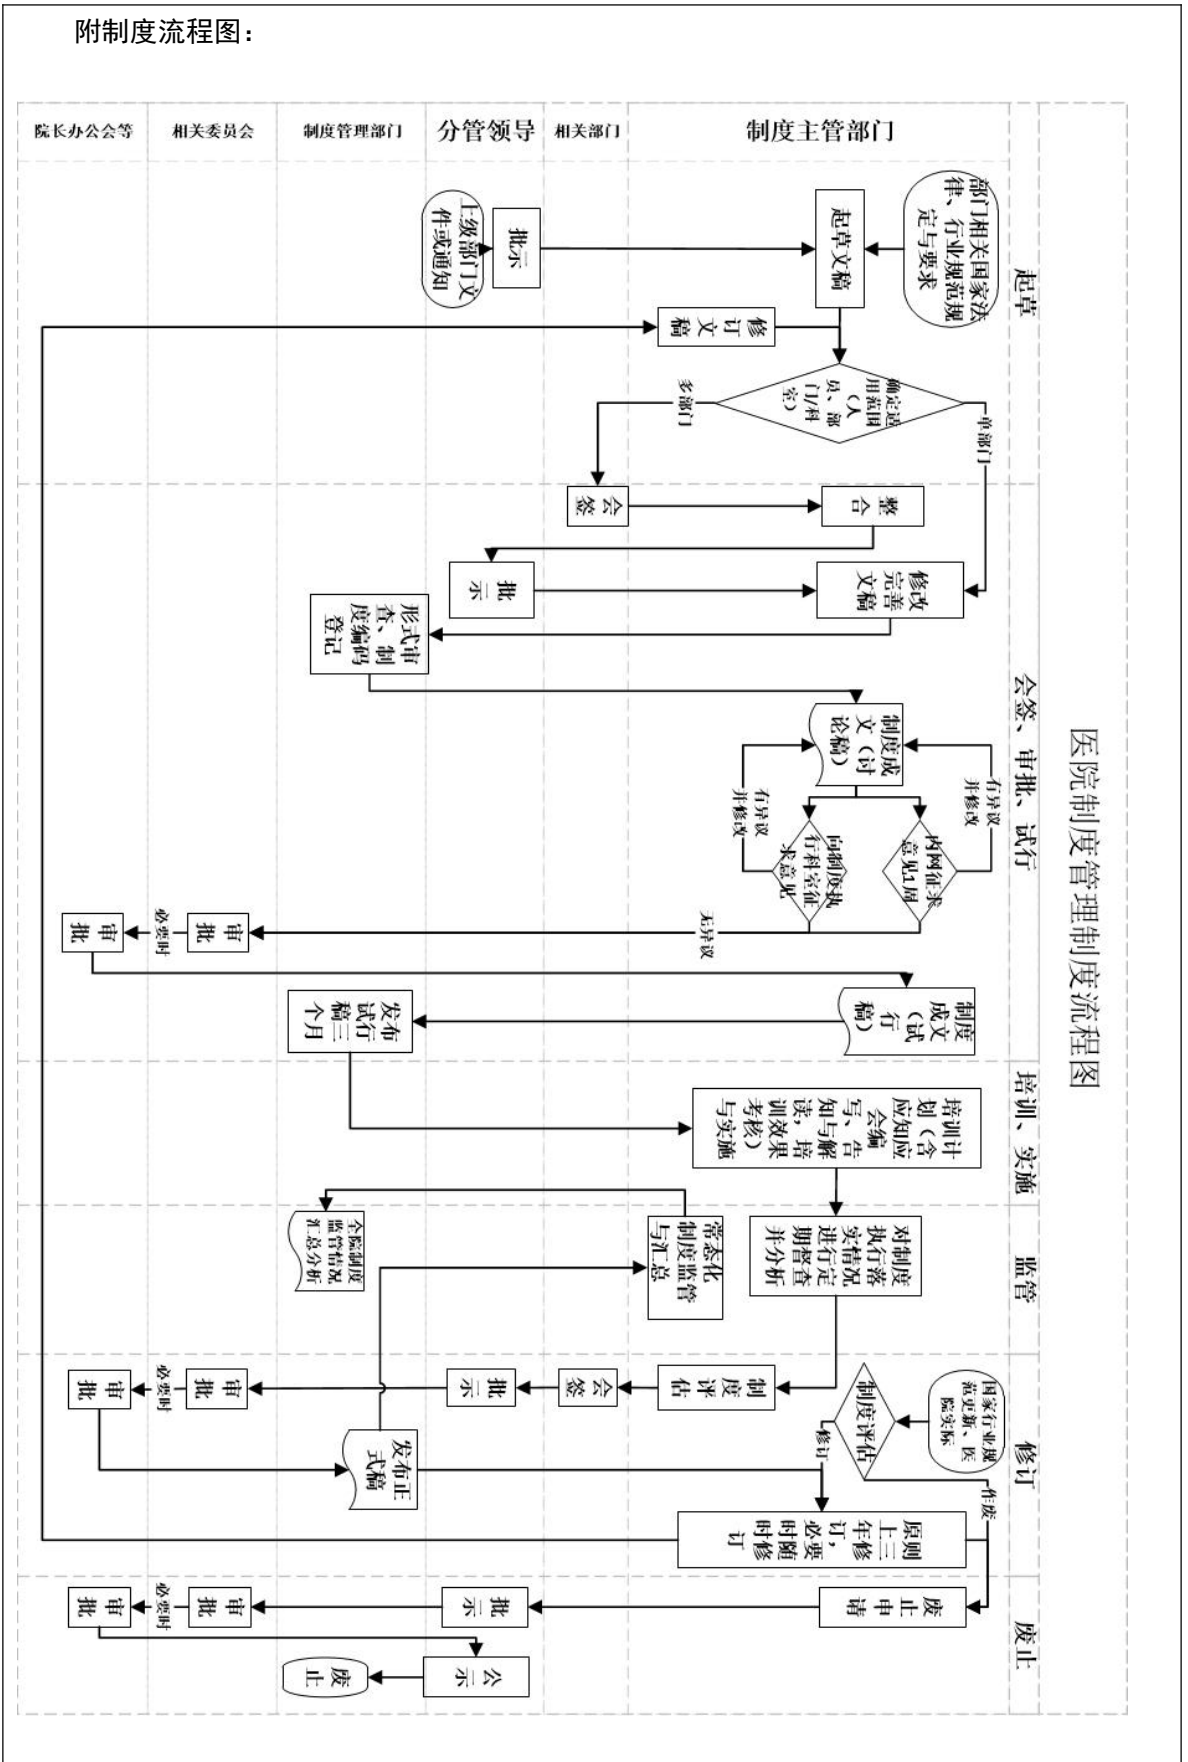 附制度流程图：
医院制度管理制度流程图
院长办公会等
相关委员会
制度管理部门
分管领导
相关部门
制度主管部门
起草
上级部门文
件或通知
批示
起草文稿
部门相关国家法
律、行业规范规
定与要求
修订文
稿
确定适
用范围
（人
员、部
门/科
室）
多部门
单部门
会签、审批、试行
会
签
整
合
批
示
修改
完善
文稿
形式审
查、制
度编码
登记
制度成
文（讨
论稿）
有异议
并修改
有异议
并修改
向制度执
行科室征
求意见
内网征求
意见1周
无异议
审
批
必要时
审
批
制度
成文
（试
行
稿）
发布
试行
稿三
个月
培训、实施
培训计
划（含
应知应
会编
写、告
知与解
读，培
训效果
考核）
与实施
监管
对制度
执行落
实情况
进行定
期督查
并分析
常态化
制度监管
与汇总
全院制度
监管情况
汇总分析
修订
制度评
估
会
签
批
示
审
批
必要时
审
批
国家行业规
范更新、医
院实际
制度评估
修订
作废
发布正
式稿
原则
上三
年修
订，
必要
时随
时修
订
废止
废止申
请
批
示
审
批
必要时
审
批
公
示
废
止